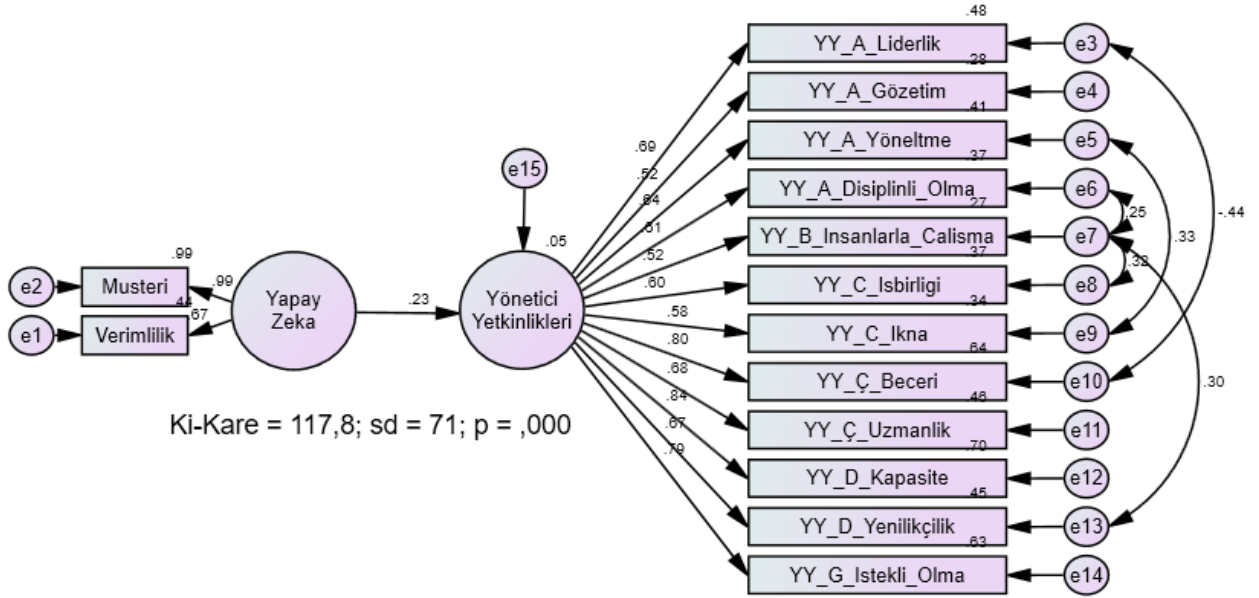 .48
YY_A_Liderlik
e3
.28
YY_A_Gözetim
e4
.41
YY_A_Yöneltme
e5
.37
YY_A_Disiplinli_Olma
e6
.27
YY_B_Insanlarla_Calisma
e7
.37
YY_C_Isbirligi
e8
.34
YY_C_Ikna
e9
.64
YY_Ç_Beceri
e10
.46
YY_Ç_Uzmanlik
e11
.70
YY_D_Kapasite
e12
.45
YY_D_Yenilikçilik
e13
.63
YY_G_Istekli_Olma
e14
.69
.52
.64
.61
.52
.60
.58
.80
.68
.84
.67
.79
-.44
.25
.33
.32
.30
e15
.05
Yönetici
Yetkinlikleri
.23
Yapay
Zeka
.99
.99
e2
Musteri
.44
.67
e1
Verimlilik
Ki-Kare = 117,8; sd = 71; p = ,000